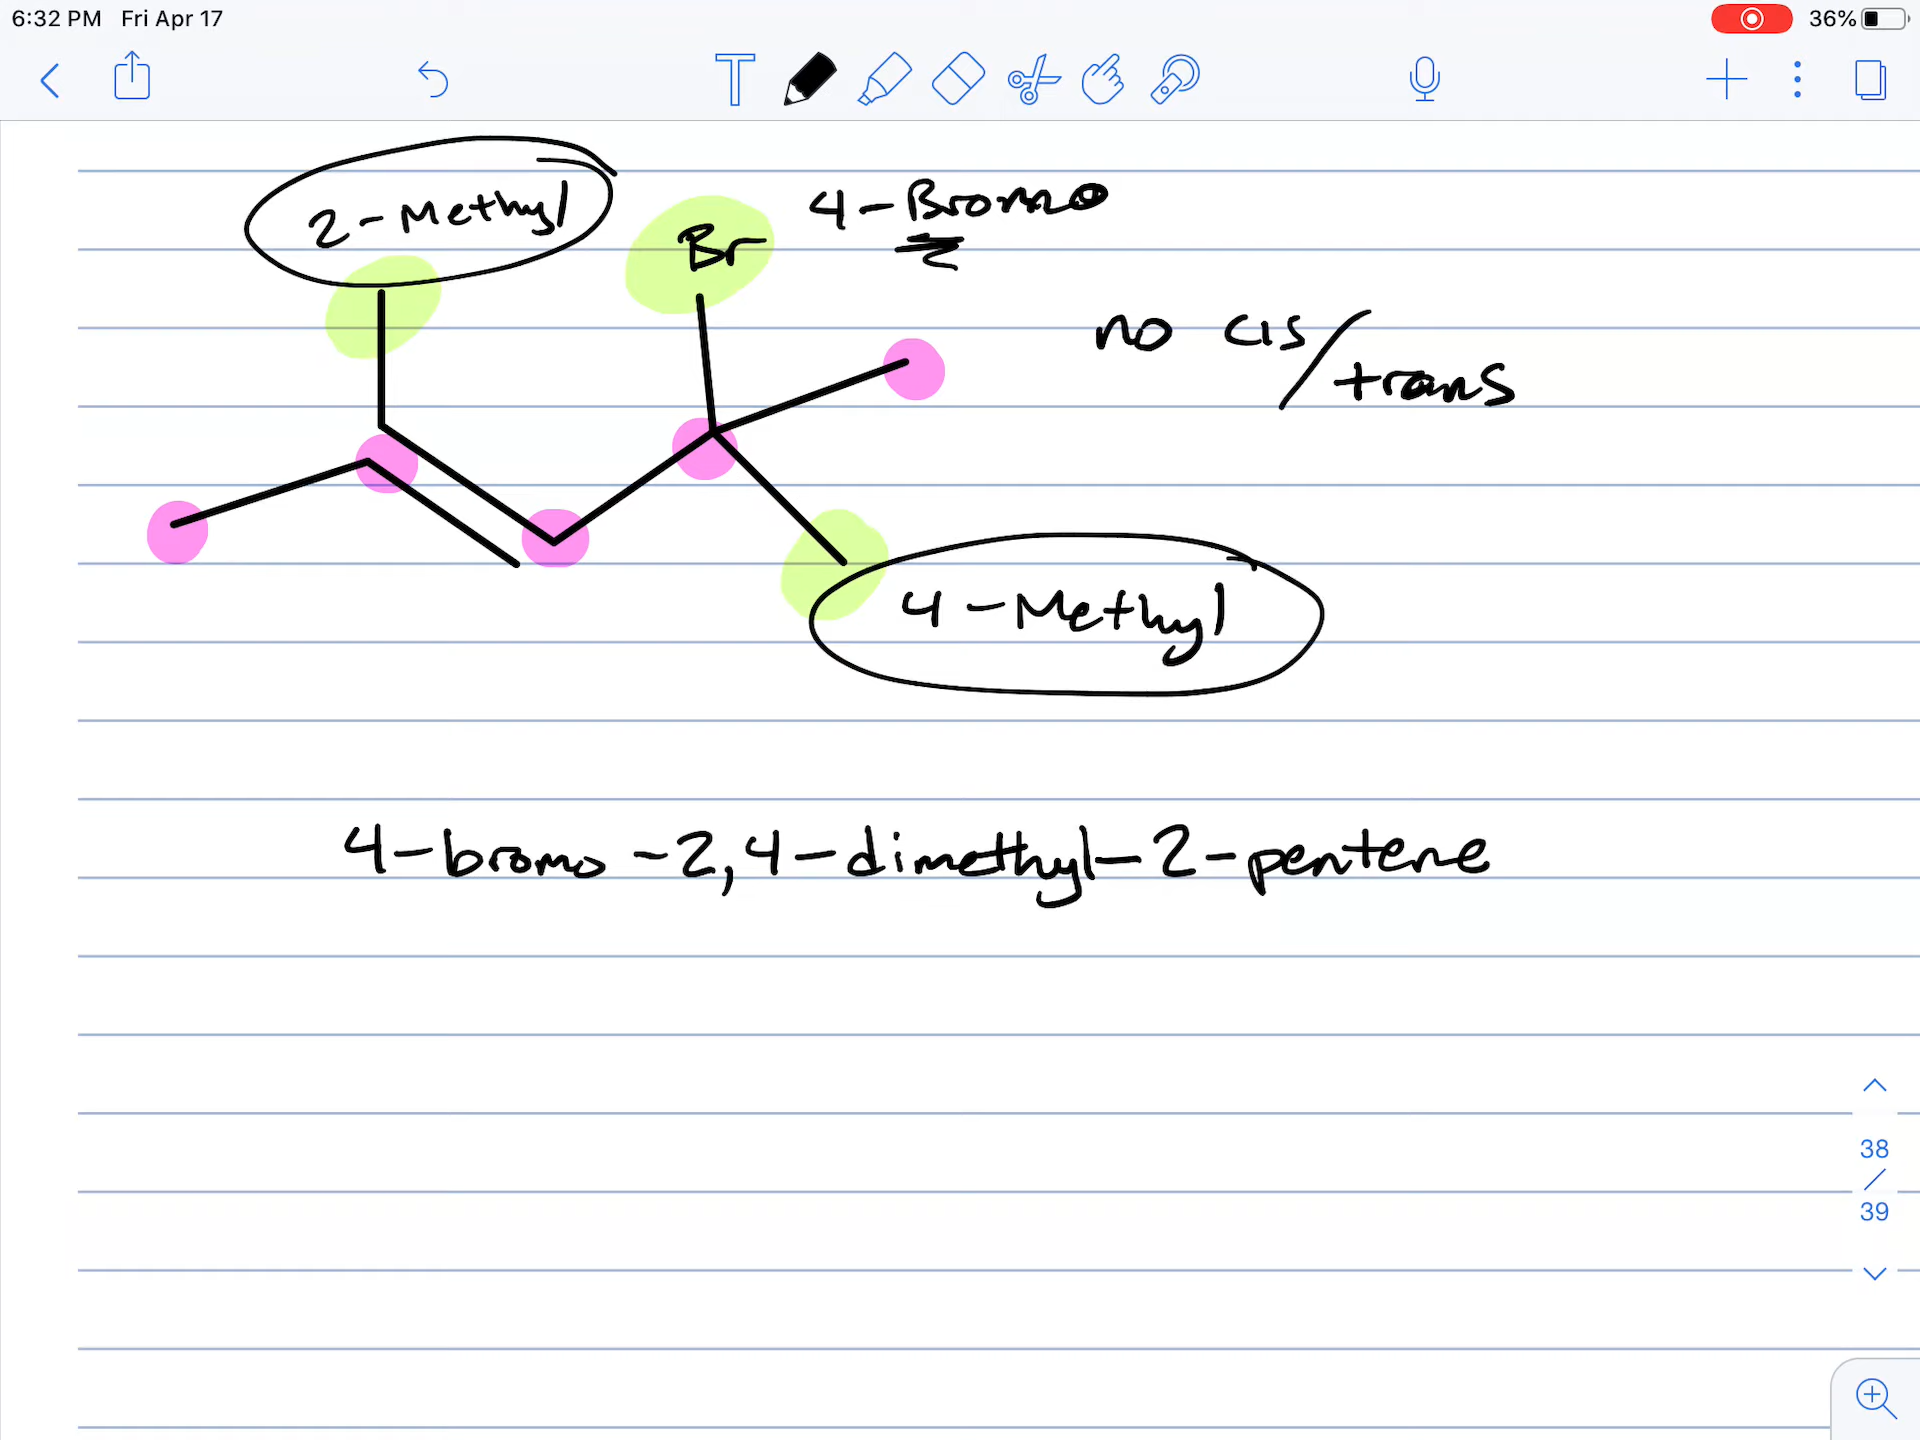 6:32 PM Fri Apr 17
36%
T
2-Methyl
4-Bromo
Br
no cis/trans
4-Methyl
4-bromo-2,4-dimethyl-2-pentene
38
/
39